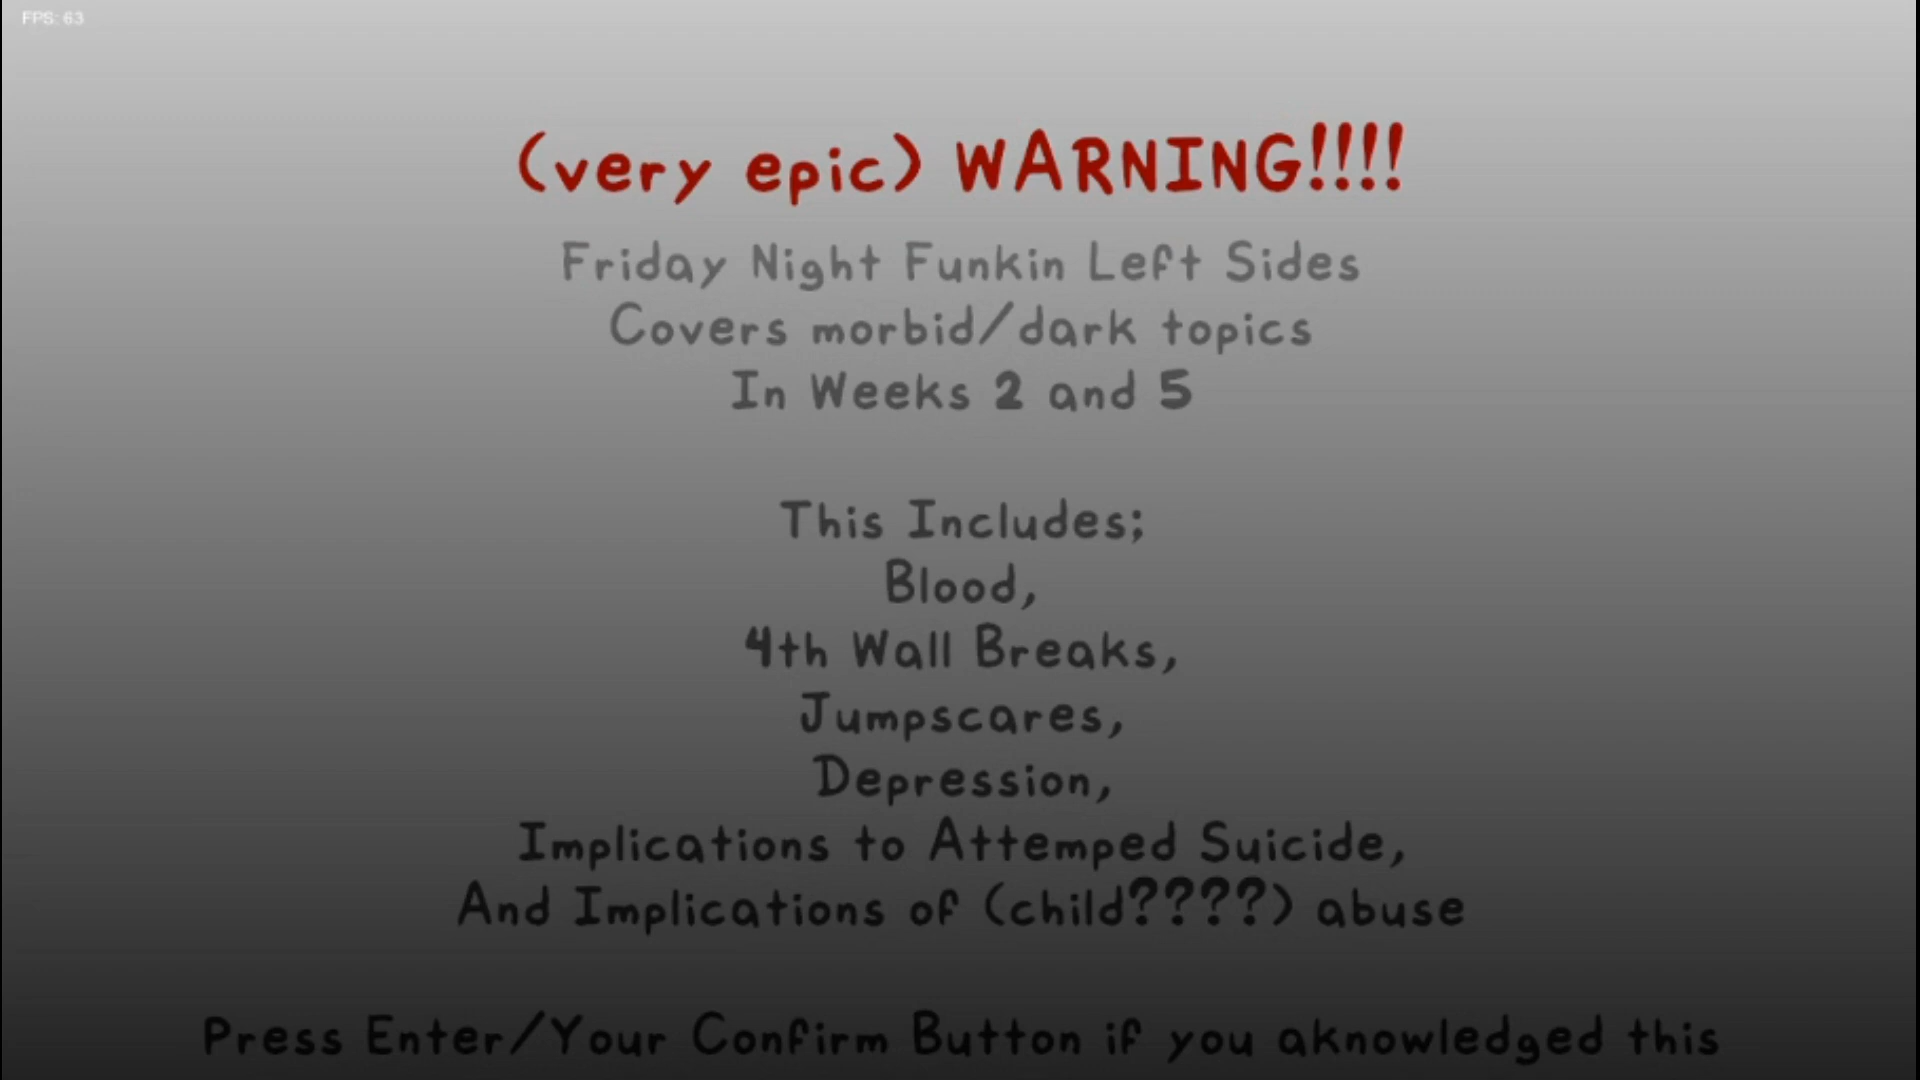 FPS: 63
(very epic) WARNING!!!!
Friday Night Funkin Left Sides
Covers morbid/dark topics
In Weeks 2 and 5
This Includes;
Blood,
4th Wall Breaks,
Jumpscares,
Depression,
Implications to Attemped Suicide,
And Implications of (child????) abuse
Press Enter/Your Confirm Button if you aknowledged this